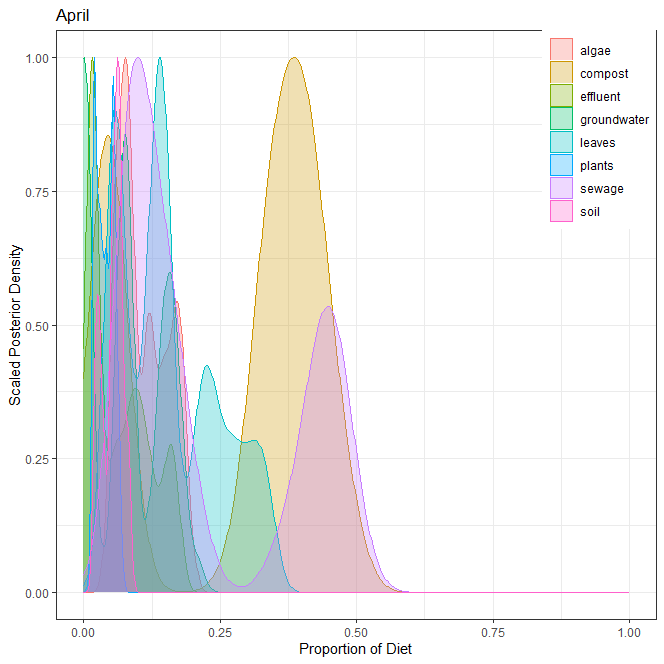 April
1.00
0.75
0.50
0.25
0.00
Scaled Posterior Density
algae
compost
effluent
groundwater
leaves
plants
sewage
soil
0.00 0.25 0.50 0.75 1.00
Proportion of Diet